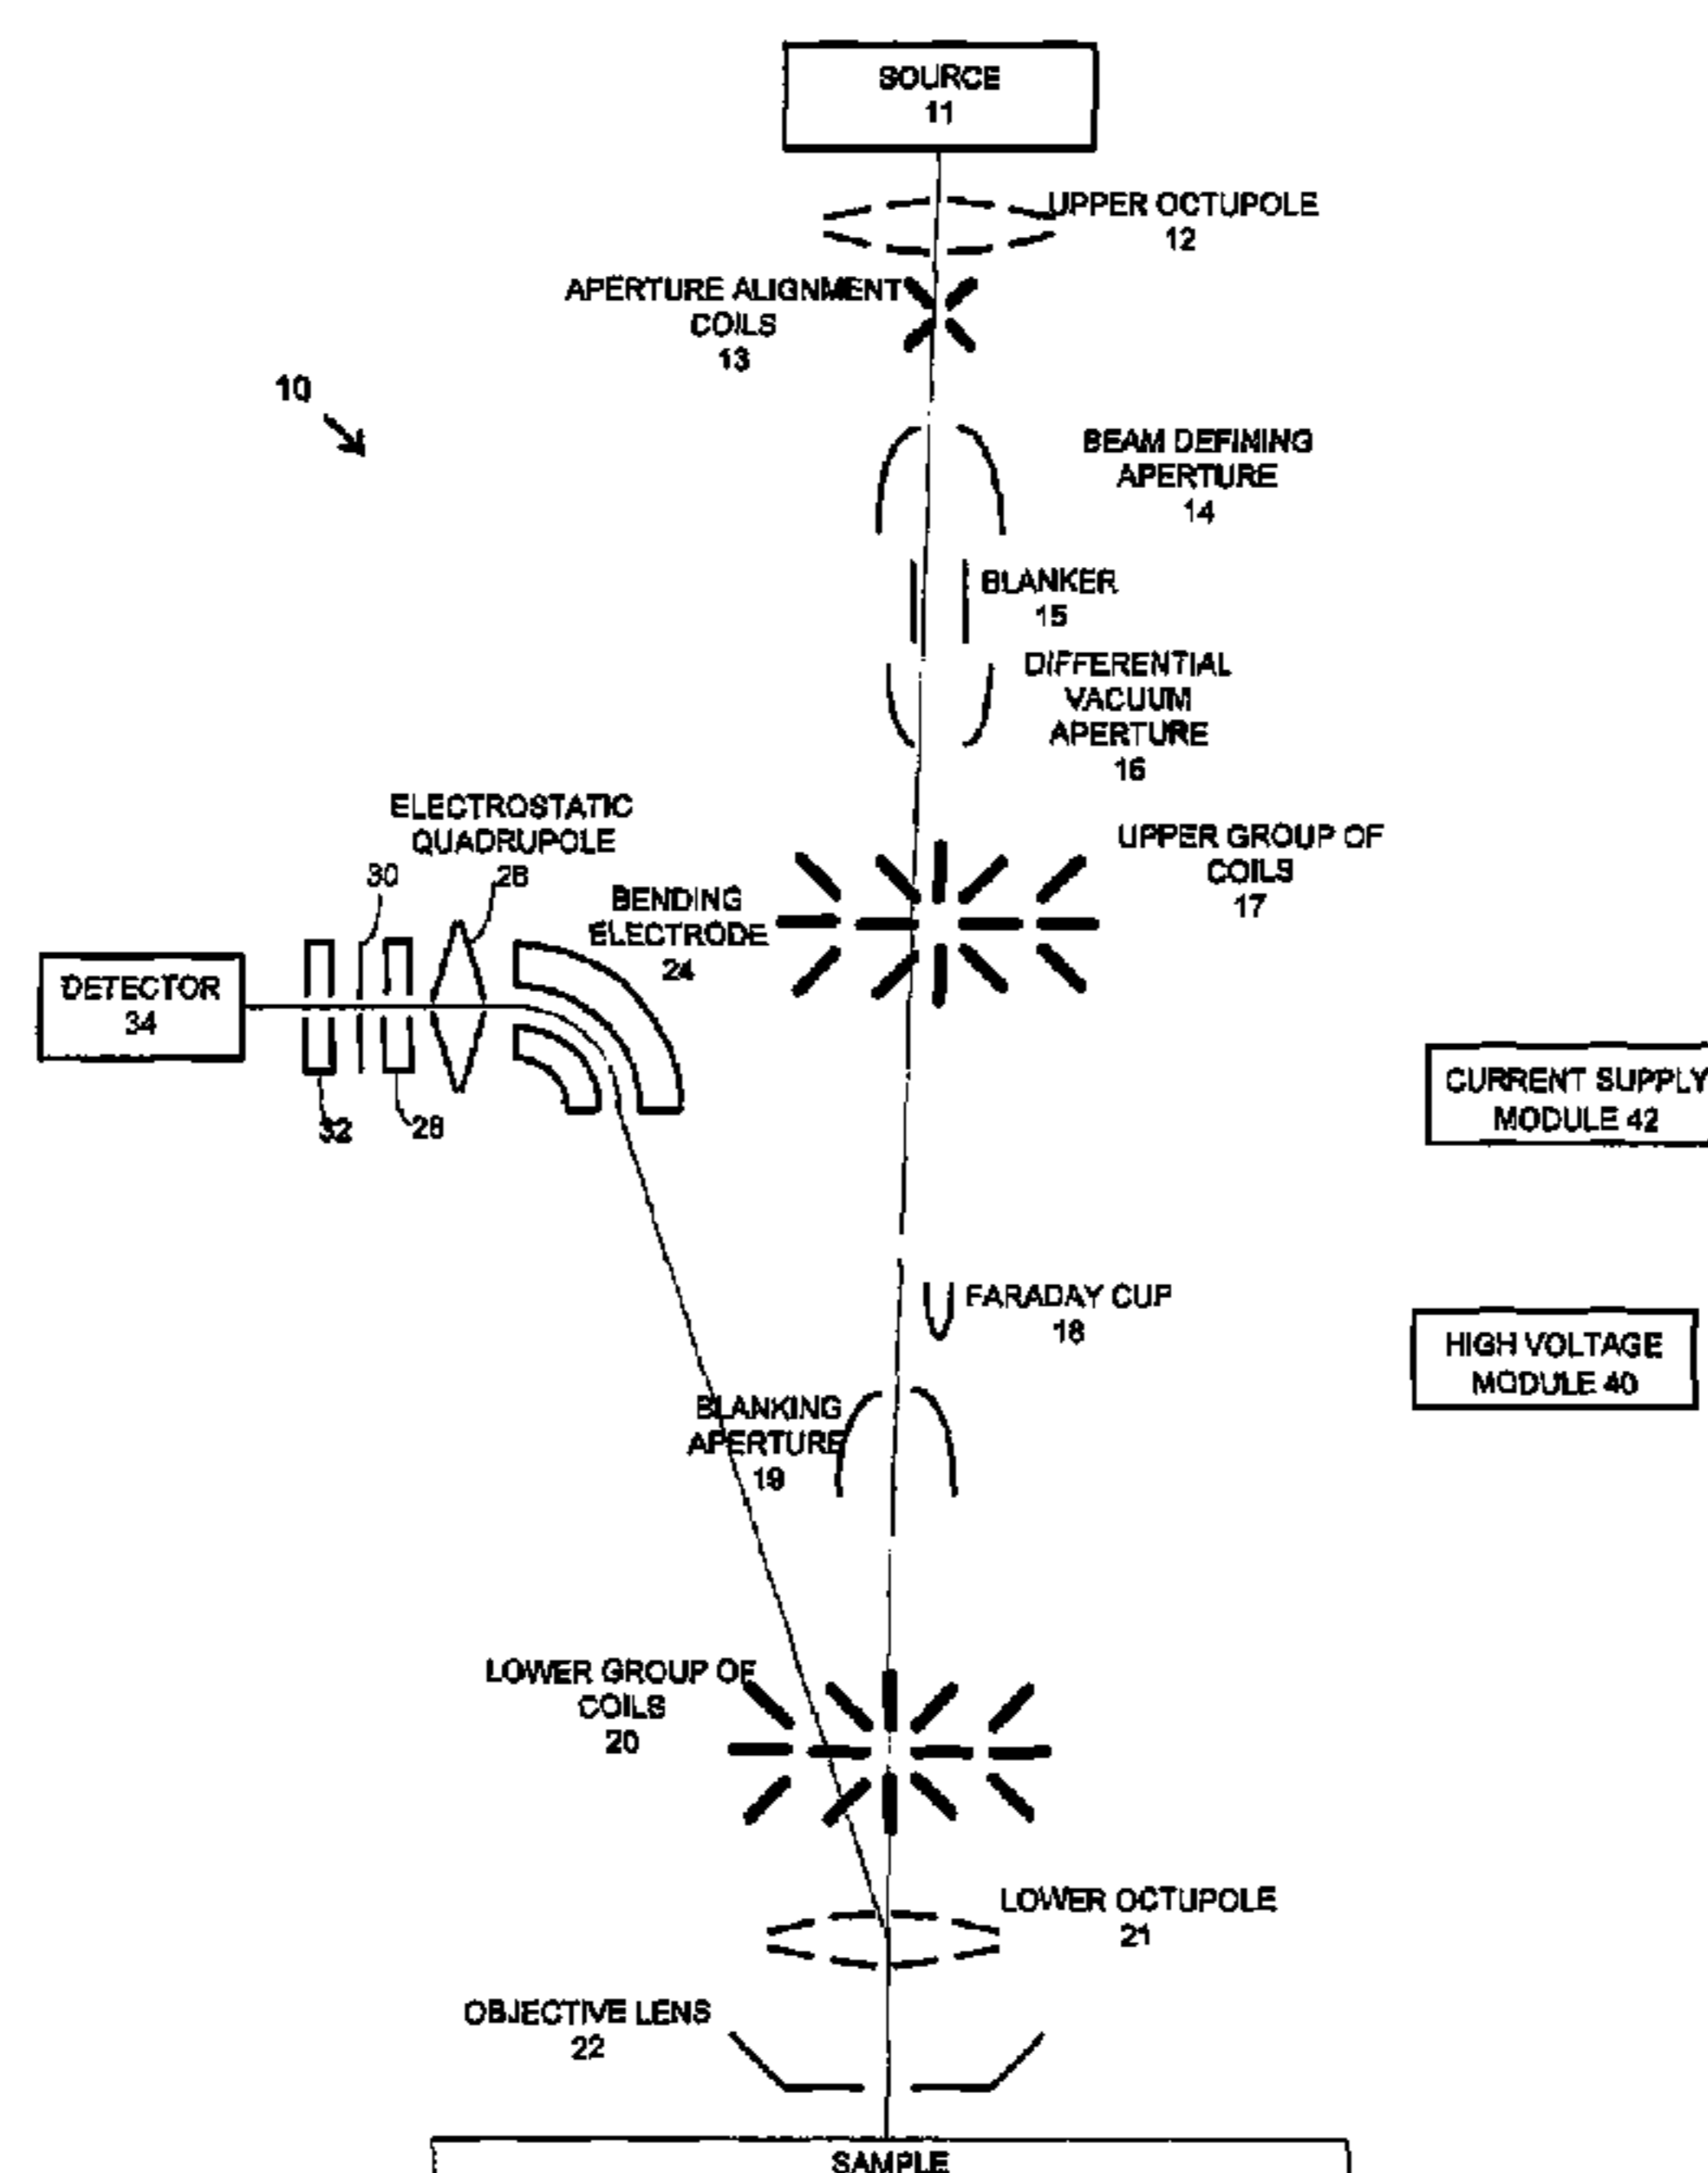 SOURCE
11
UPPER OCTUPOLE
12
APERTURE ALIGNMENT
COILS
13
10
BEAM DEFINING
APERTURE
14
BLANKER
15
DIFFERENTIAL
VACUUM
APERTURE
16
ELECTROSTATIC
QUADRUPOLE
26
30
UPPER GROUP OF
COILS
17
BENDING
ELECTRODE
24
DETECTOR
34
32
28
CURRENT SUPPLY
MODULE 42
FARADAY CUP
18
HIGH VOLTAGE
MODULE 40
BLANKING
APERTURE
19
LOWER GROUP OF
COILS
20
LOWER OCTUPOLE
21
OBJECTIVE LENS
22
SAMPLE